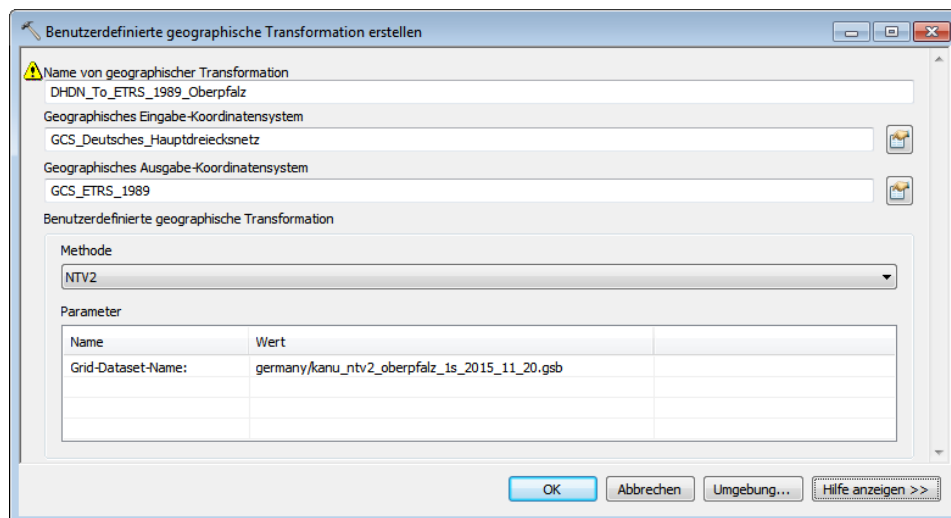 Benutzerdefinierte geographische Transformation erstellen
Name von geographischer Transformation
DHDN_To_ETRS_1989_Oberpfalz
Geographisches Eingabe-Koordinatensystem
GCS_Deutsches_Hauptdreiecksnetz
Geographisches Ausgabe-Koordinatensystem
GCS_ETRS_1989
Benutzerdefinierte geographische Transformation
Methode
NTV2
Parameter
Name Wert
Grid-Dataset-Name: germany/kanu_ntv2_oberpfalz_1s_2015_11_20.gsb
OK Abbrechen Umgebung... Hilfe anzeigen >>